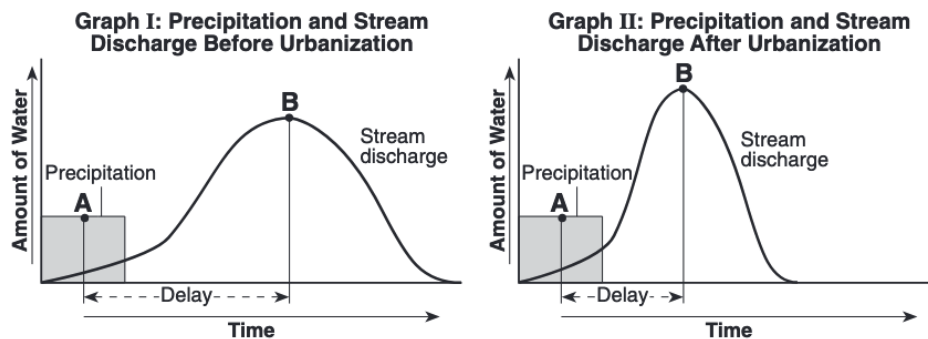 Graph I: Precipitation and Stream
Discharge Before Urbanization
Amount of Water
Precipitation
A
B
Stream
discharge
Delay
Time
Graph II: Precipitation and Stream
Discharge After Urbanization
Amount of Water
Precipitation
A
B
Stream
discharge
Delay
Time